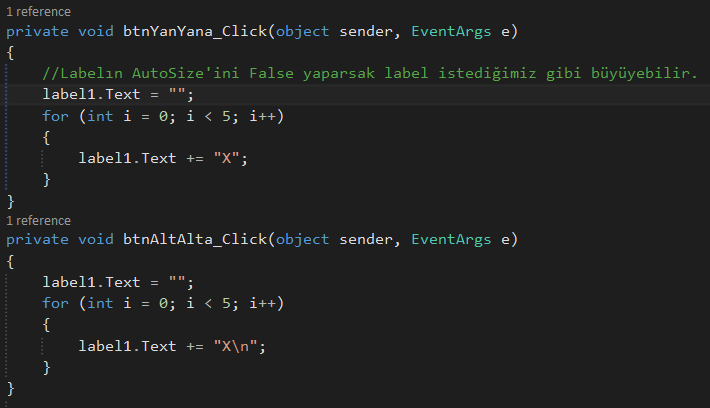 1 reference
private void btnYanYana_Click(object sender, EventArgs e)
{
    //Labelın AutoSize'ini False yaparsak label istediğimiz gibi büyüyebilir.
    label1.Text = "";
    for (int i = 0; i < 5; i++)
    {
        label1.Text += "X";
    }
}
1 reference
private void btnAltAlta_Click(object sender, EventArgs e)
{
    label1.Text = "";
    for (int i = 0; i < 5; i++)
    {
        label1.Text += "X\n";
    }
}